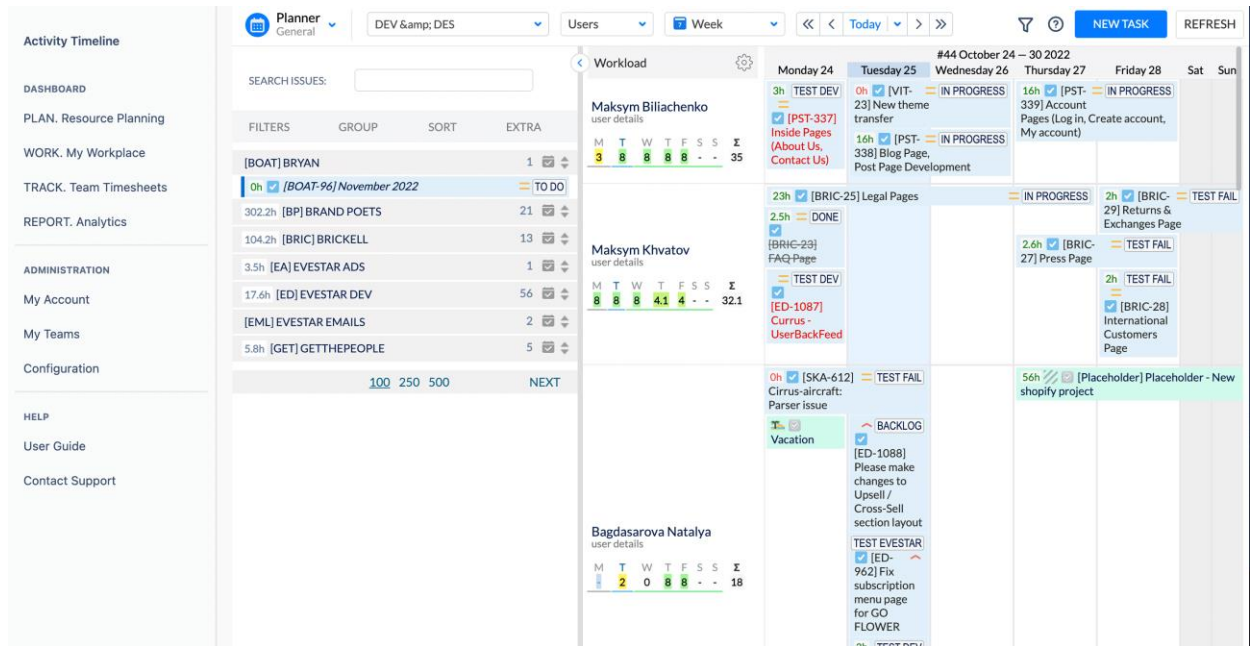 Activity Timeline
DASHBOARD
PLAN. Resource Planning
WORK. My Workplace
TRACK. Team Timesheets
REPORT. Analytics
ADMINISTRATION
My Account
My Teams
Configuration
HELP
User Guide
Contact Support
Planner
General
DEV &amp; DES
Users
7 Week
Today
NEW TASK
REFRESH
SEARCH ISSUES:
FILTERS GROUP SORT EXTRA
[BOAT] BRYAN 1
0h [BOAT-96] November 2022 TO DO
302.2h [BP] BRAND POETS 21
104.2h [BRIC] BRICKELL 13
3.5h [EA] EVESTAR ADS 1
17.6h [ED] EVESTAR DEV 56
[EML] EVESTAR EMAILS 2
5.8h [GET] GETTHEPEOPLE 5
100 250 500 NEXT
Workload
#44 October 24 — 30 2022
Monday 24 Tuesday 25 Wednesday 26 Thursday 27 Friday 28 Sat Sun
Maksym Biliachenko
user details
M T W T F S S Σ
3 8 8 8 8 - - 35
3h TEST DEV
[PST-337]
Inside Pages
(About Us,
Contact Us)
0h [VIT- IN PROGRESS
23] New theme
transfer
16h [PST- IN PROGRESS
338] Blog Page,
Post Page Development
16h [PST- IN PROGRESS
339] Account
Pages (Log in, Create account,
My account)
Maksym Khvatov
user details
M T W T F S S Σ
8 8 8 4.1 4 - - 32.1
23h [BRIC-25] Legal Pages IN PROGRESS
2.5h DONE
[BRIC-23]
FAQ Page
TEST DEV
[ED-1087]
Currus -
UserBackFeed
2h [BRIC- TEST FAIL
29] Returns &
Exchanges Page
2.6h [BRIC- TEST FAIL
27] Press Page
2h TEST FAIL
[BRIC-28]
International
Customers
Page
Bagdasarova Natalya
user details
M T W T F S S Σ
- 2 0 8 8 - - 18
0h [SKA-612] TEST FAIL
Cirrus-aircraft:
Parser issue
Vacation
BACKLOG
[ED-1088]
Please make
changes to
Upsell /
Cross-Sell
section layout
TEST EVESTAR
[ED-
962] Fix
subscription
menu page
for GO
FLOWER
2h TEST DEV
56h [Placeholder] Placeholder - New
shopify project